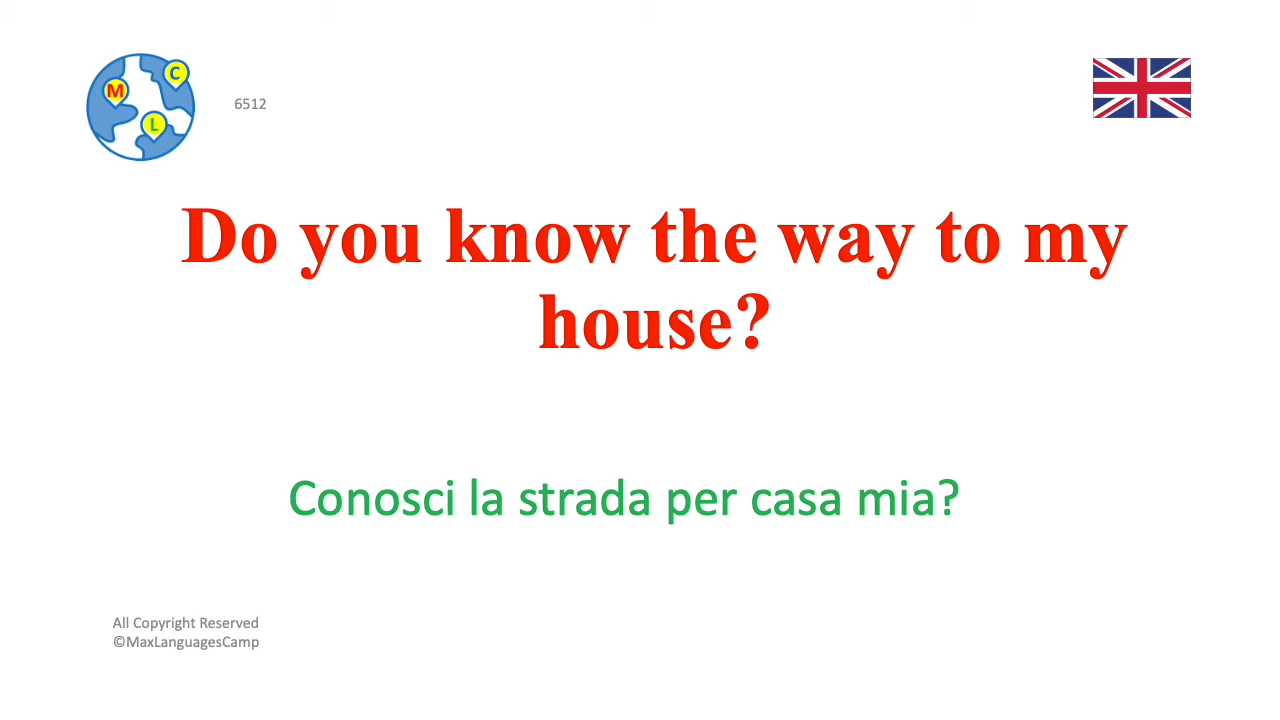 M
C
L
6512
Do you know the way to my
house?
Conosci la strada per casa mia?
All Copyright Reserved
©MaxLanguagesCamp